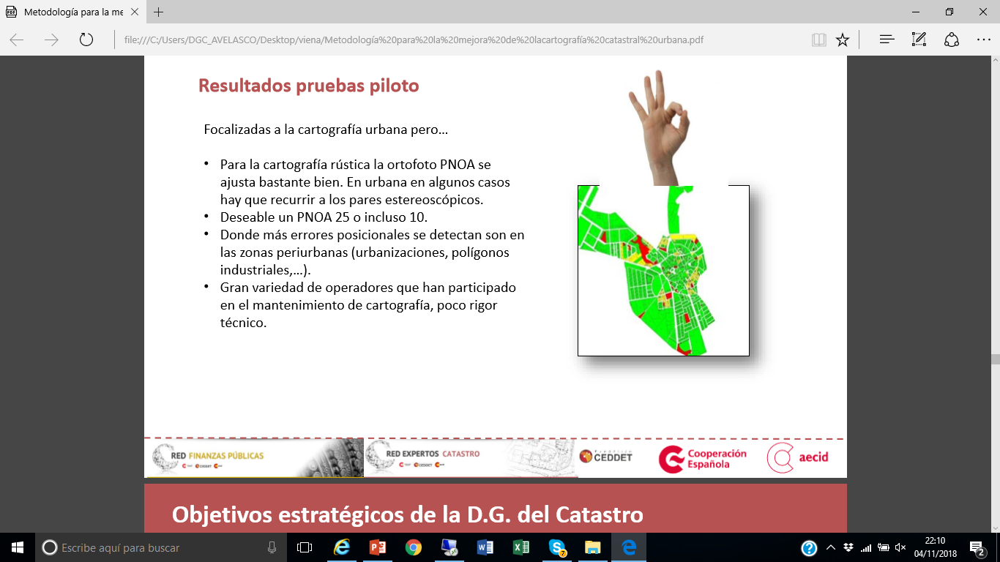 Metodología para la me
file:///C:/Users/DGC_AVELASCO/Desktop/viena/Metodología%20para%20la%20mejora%20de%20lacartografía%20catastral%20urbana.pdf
Resultados pruebas piloto
Focalizadas a la cartografía urbana pero...
• Para la cartografía rústica la ortofoto PNOA se
ajusta bastante bien. En urbana en algunos casos
hay que recurrir a los pares estereoscópicos.
• Deseable un PNOA 25 o incluso 10.
• Donde más errores posicionales se detectan son en
las zonas periurbanas (urbanizaciones, polígonos
industriales,...).
• Gran variedad de operadores que han participado
en el mantenimiento de cartografía, poco rigor
técnico.
RED FINANZAS PÚBLICAS
RED EXPERTOS CATASTRO
CEDDET
Cooperación
Española
aecid
Objetivos estratégicos de la D.G. del Catastro
Escribe aquí para buscar
22:10
04/11/2018